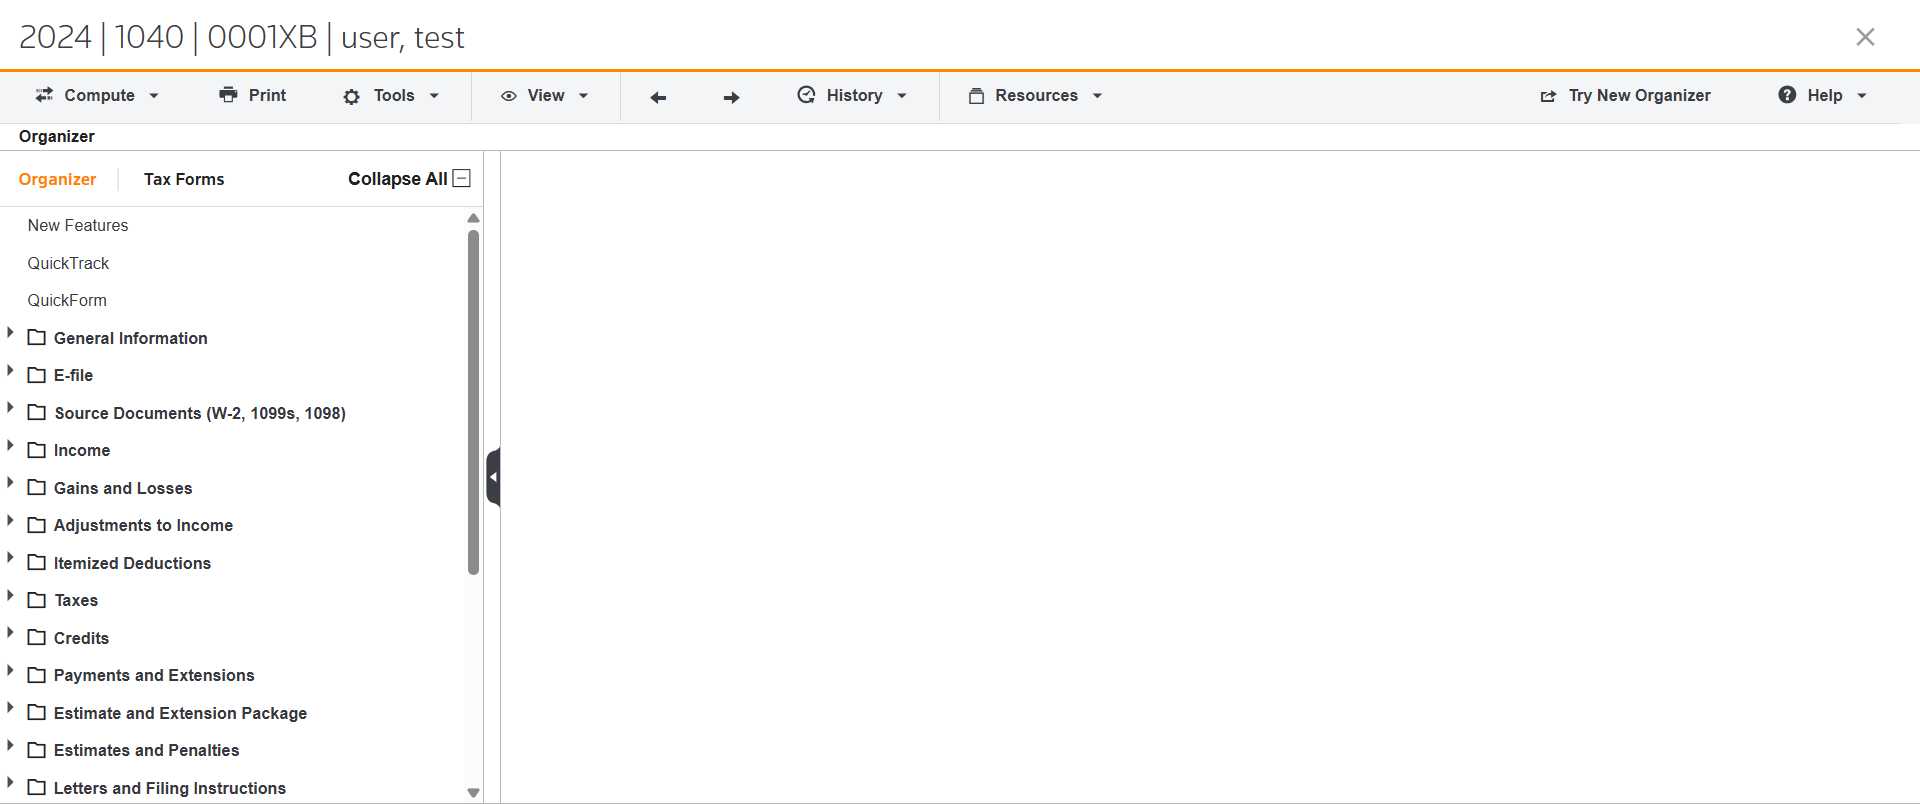 2024 | 1040 | 0001XB | user, test
Compute Print Tools View History Resources Try New Organizer Help
Organizer
Organizer Tax Forms Collapse All
New Features
QuickTrack
QuickForm
General Information
E-file
Source Documents (W-2, 1099s, 1098)
Income
Gains and Losses
Adjustments to Income
Itemized Deductions
Taxes
Credits
Payments and Extensions
Estimate and Extension Package
Estimates and Penalties
Letters and Filing Instructions